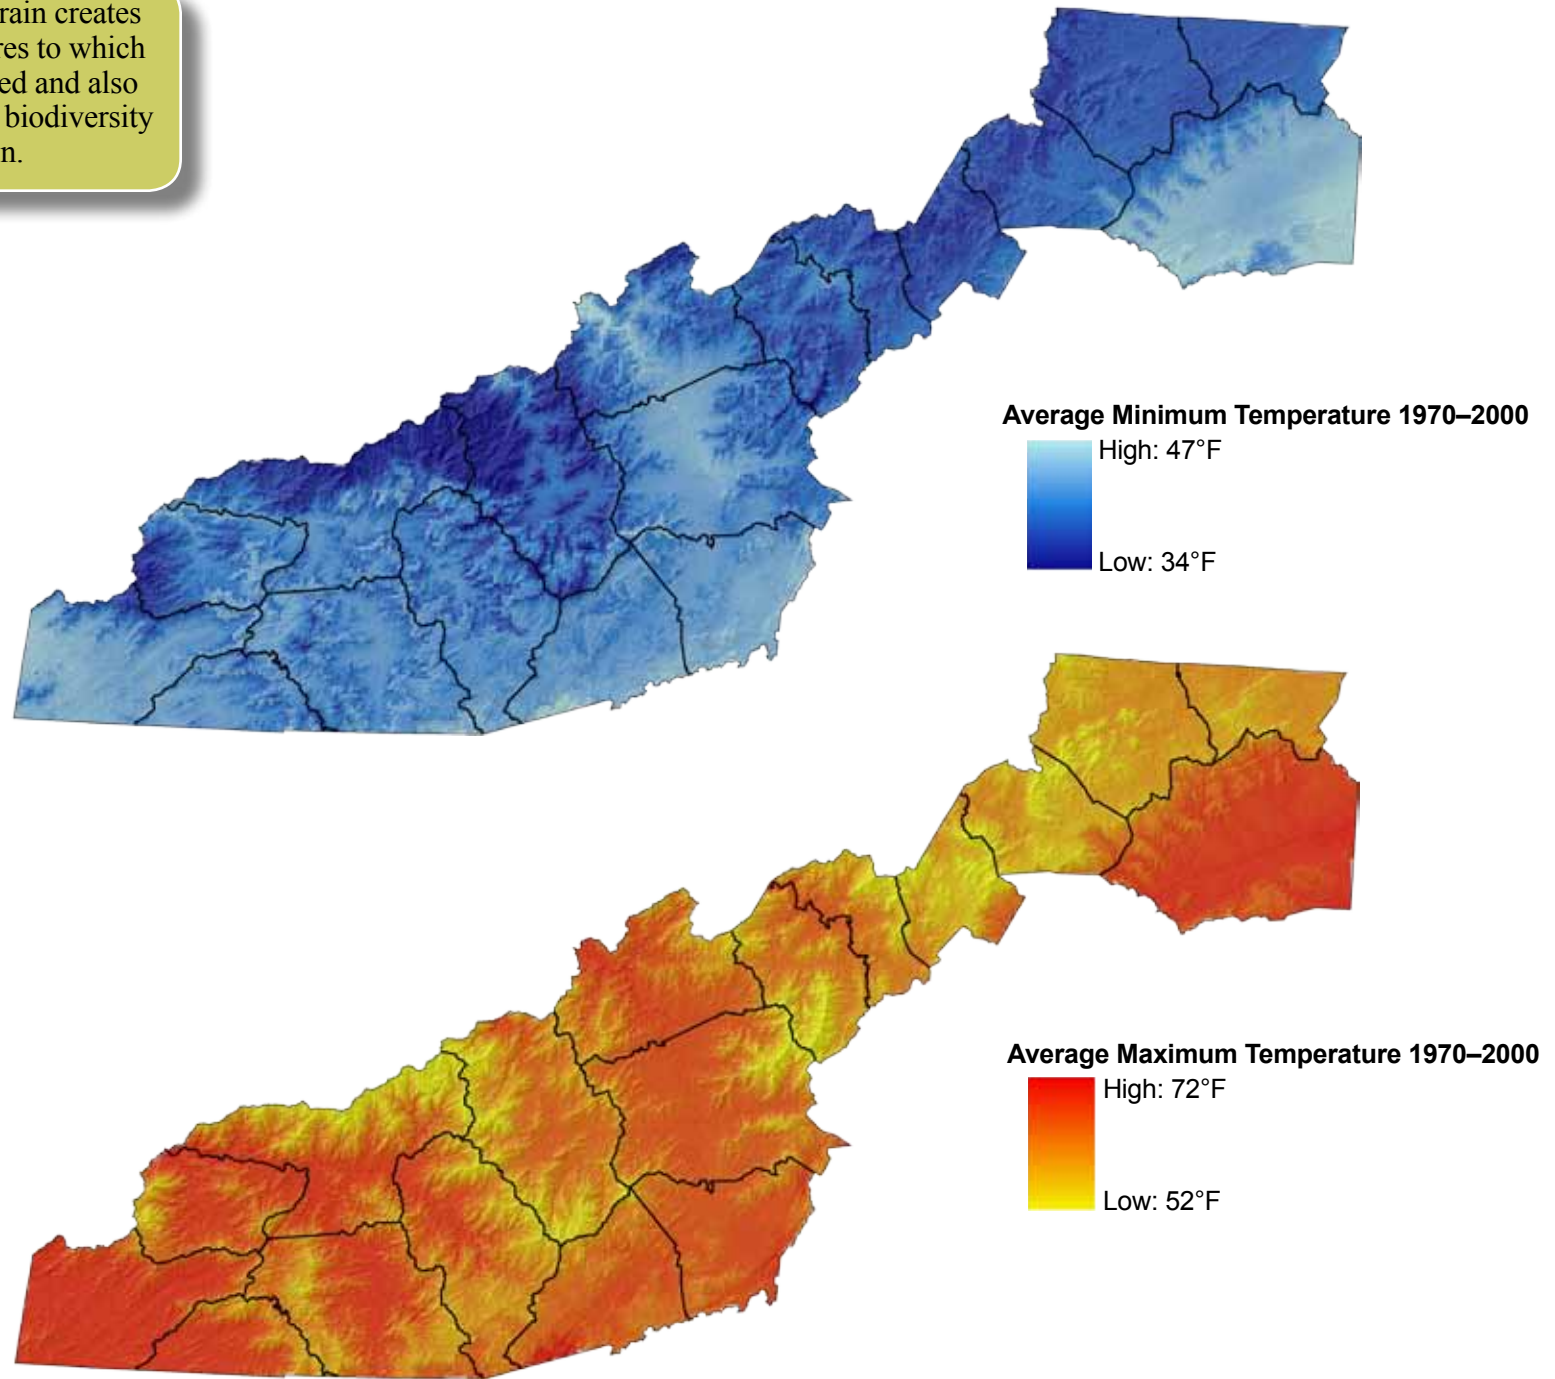 rain creates
res to which
ed and also
biodiversity
n.
Average Minimum Temperature 1970–2000
High: 47°F
Low: 34°F
Average Maximum Temperature 1970–2000
High: 72°F
Low: 52°F